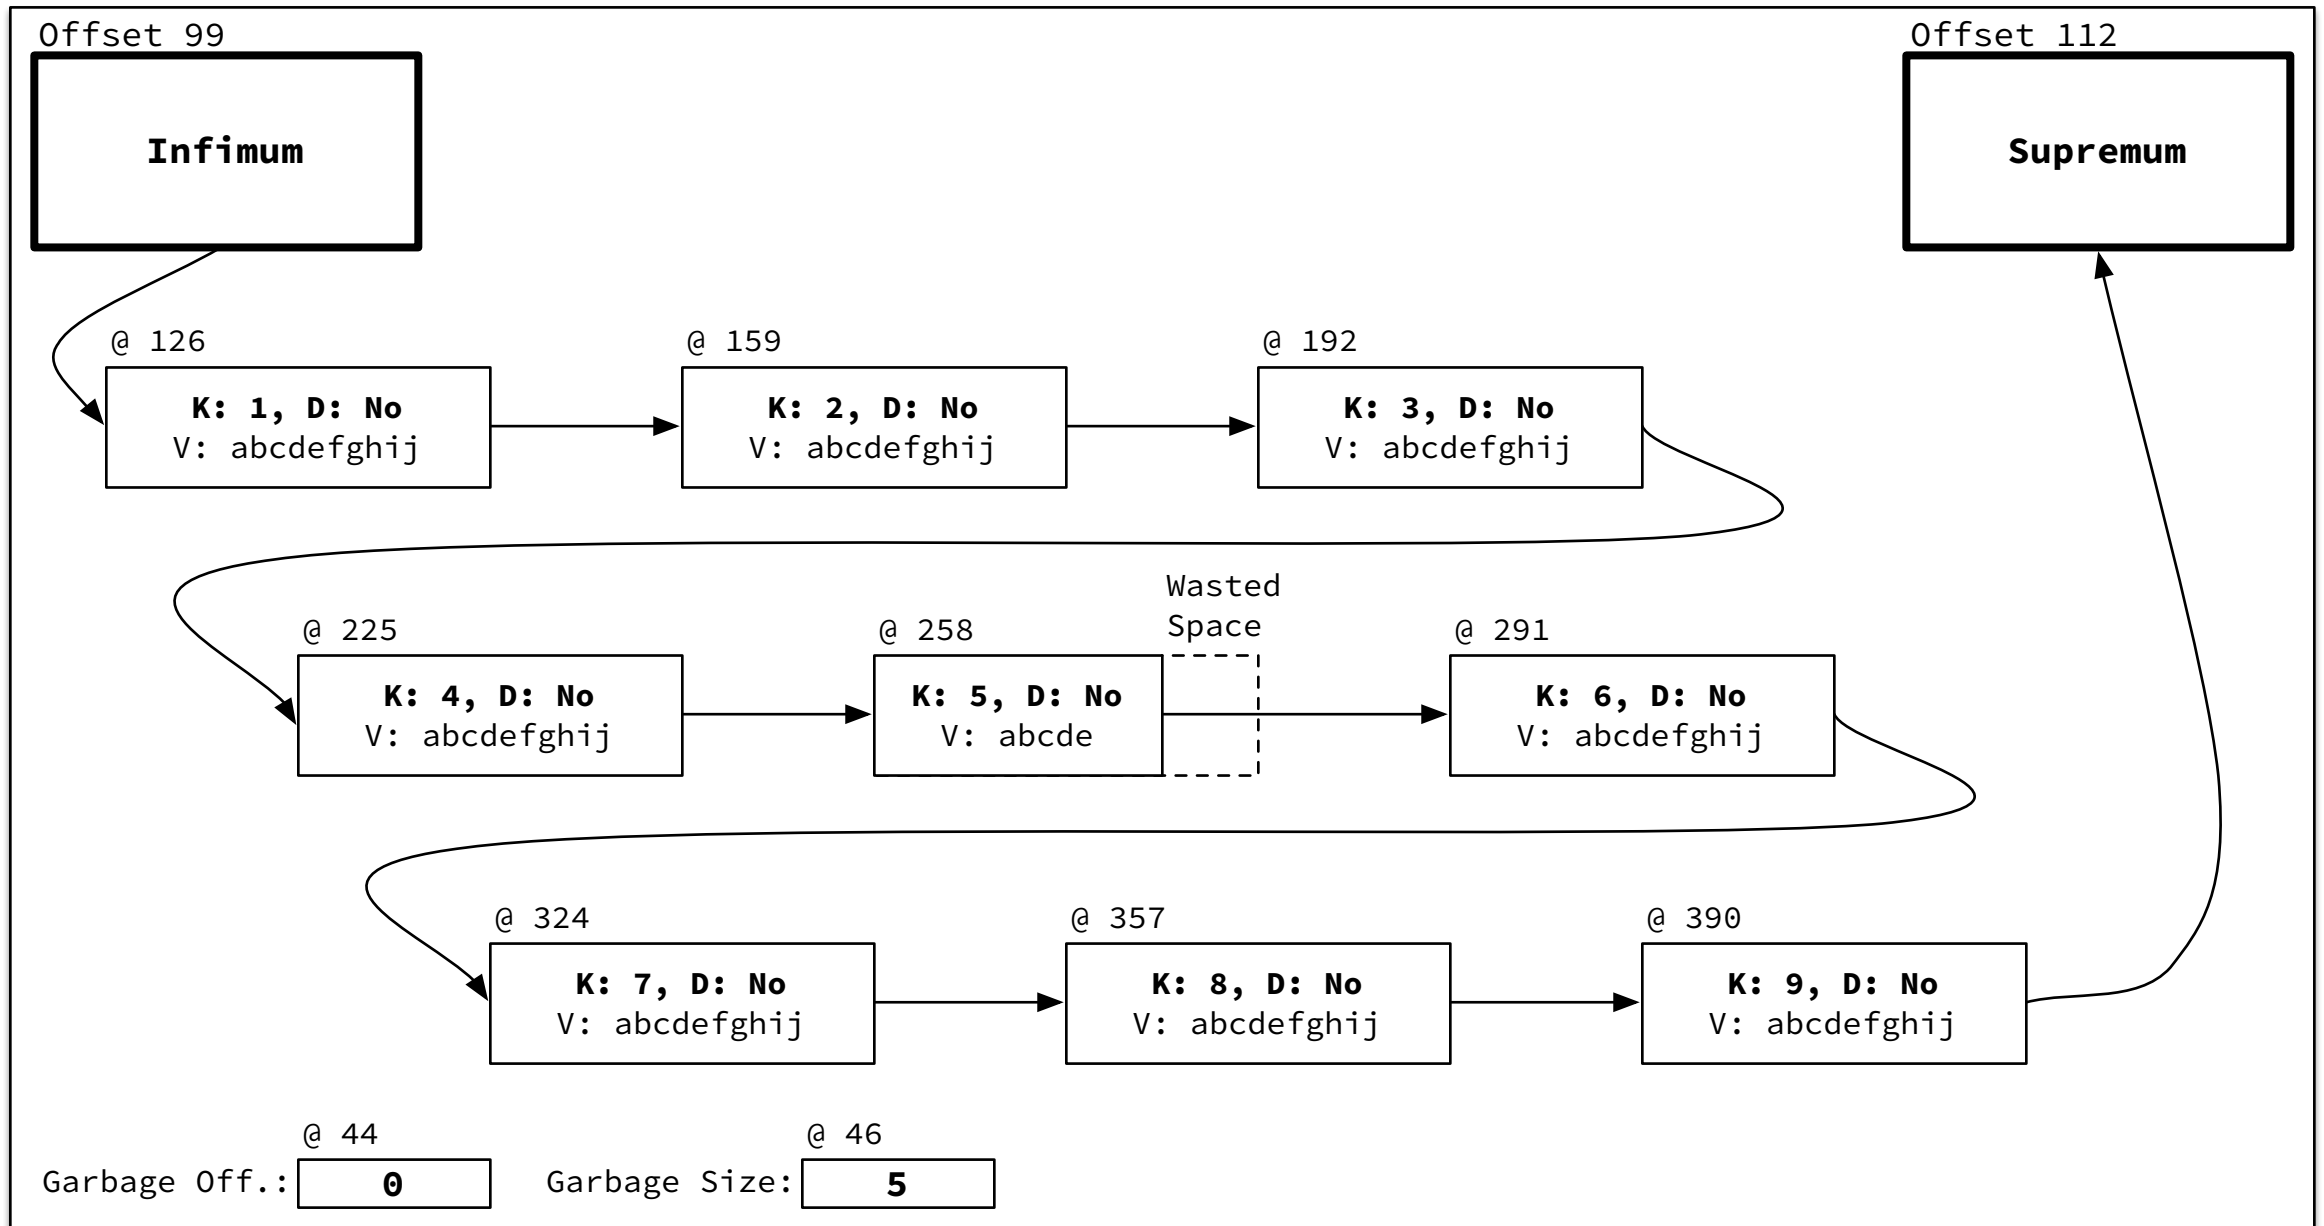 Offset 99
Offset 112
Infimum
Supremum
@ 126
@ 159
@ 192
K: 1, D: No
V: abcdefghij
K: 2, D: No
V: abcdefghij
K: 3, D: No
V: abcdefghij
Wasted
Space
@ 225
@ 258
@ 291
K: 4, D: No
V: abcdefghij
K: 5, D: No
V: abcde
K: 6, D: No
V: abcdefghij
@ 324
@ 357
@ 390
K: 7, D: No
V: abcdefghij
K: 8, D: No
V: abcdefghij
K: 9, D: No
V: abcdefghij
@ 44
@ 46
Garbage Off.: 0
Garbage Size: 5